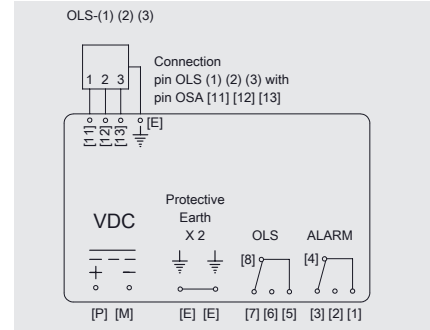 OLS-(1) (2) (3)
Connection
pin OLS (1) (2) (3) with
pin OSA [11] [12] [13]
1 2 3
[E]
[11] [12] [13]
Protective
Earth
X 2
VDC
OLS
ALARM
[8]
[4]
+ –
[P] [M]
[E] [E]
[7] [6] [5]
[3] [2] [1]